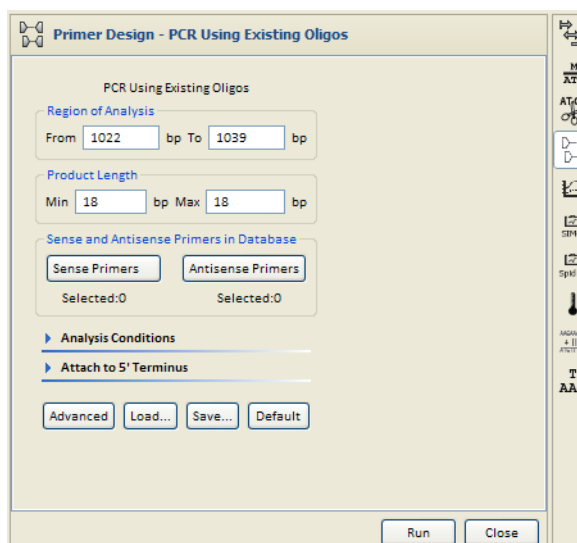 Primer Design - PCR Using Existing Oligos
PCR Using Existing Oligos
Region of Analysis
From 1022 bp To 1039 bp
Product Length
Min 18 bp Max 18 bp
Sense and Antisense Primers in Database
Sense Primers Antisense Primers
Selected:0 Selected:0
Analysis Conditions
Attach to 5' Terminus
Advanced Load... Save... Default
Run Close